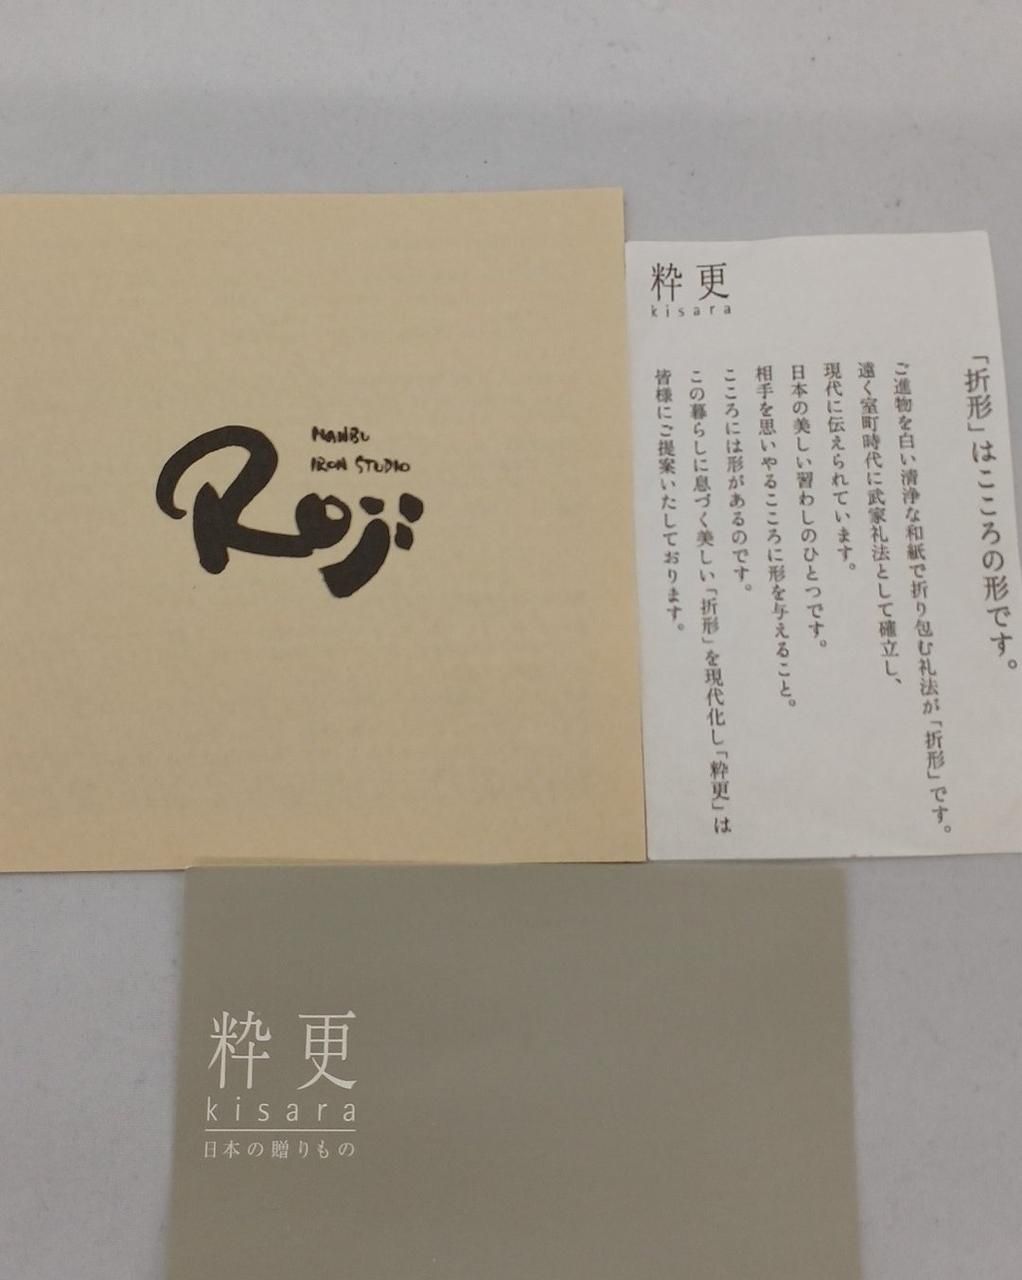 NANBU
IRON STUDIO
Roji
粋更
kisara
「折形」はこころの形です。
ご進物を白い清浄な和紙で折り包む礼法が「折形」です。
遠く室町時代に武家礼法として確立し、
現代に伝えられています。
日本の美しい習わしのひとつです。
相手を思いやるこころに形を与えること。
こころには形があるのです。
この暮らしに息づく美しい「折形」を現代化し「粋更」は
皆様にご提案いたしております。
粋更
kisara
日本の贈りもの